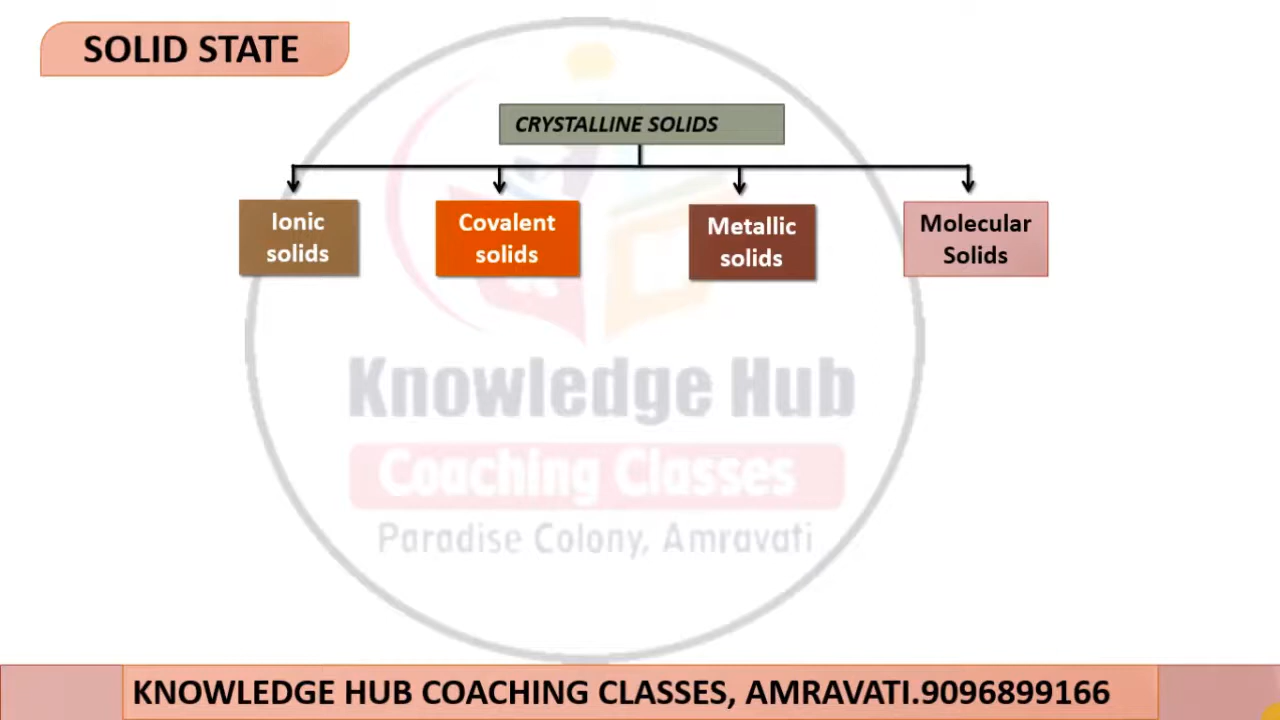 SOLID STATE
CRYSTALLINE SOLIDS
Ionic
solids
Covalent
solids
Metallic
solids
Molecular
Solids
Knowledge Hub
Coaching Classes
Paradise Colony, Amravati
KNOWLEDGE HUB COACHING CLASSES, AMRAVATI.9096899166